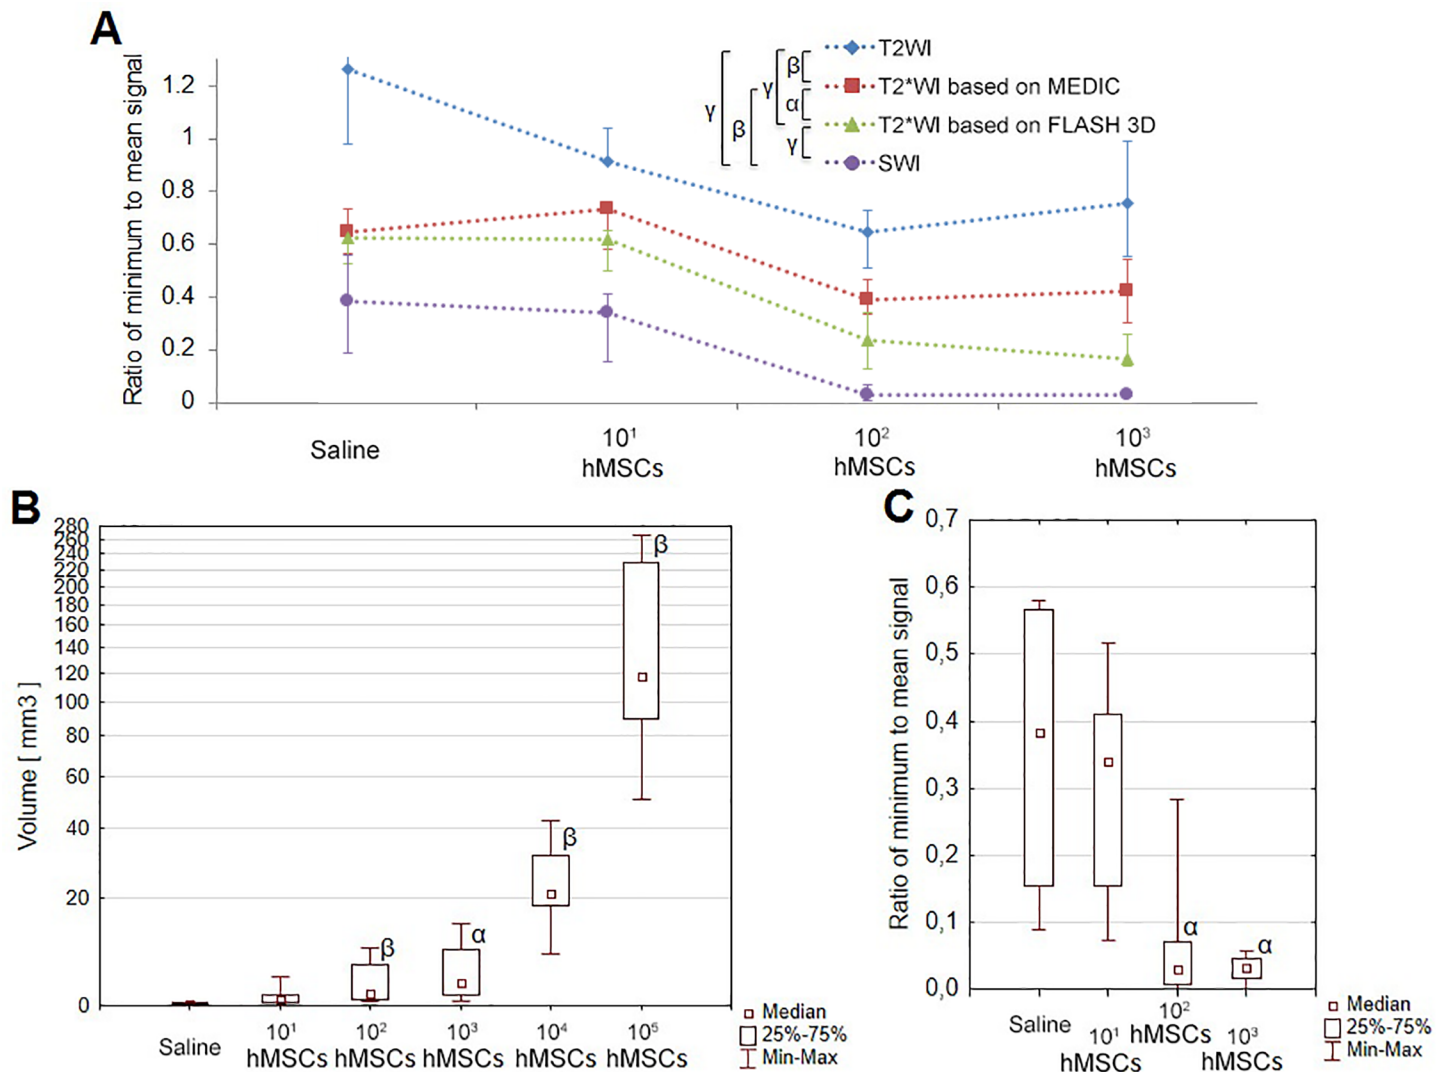 A
Ratio of minimum to mean signal
1.2
1
0.8
0.6
0.4
0.2
0
γ
β
γ
β
α
γ
T2WI
T2*WI based on MEDIC
T2*WI based on FLASH 3D
SWI
Saline
10¹
hMSCs
10²
hMSCs
10³
hMSCs
B
Volume [ mm3 ]
280
260
240
220
200
180
160
140
120
100
80
60
40
20
0
β
α
β
β
Saline
10¹
hMSCs
10²
hMSCs
10³
hMSCs
10⁴
hMSCs
10⁵
hMSCs
Median
25%-75%
Min-Max
C
Ratio of minimum to mean signal
0,7
0,6
0,5
0,4
0,3
0,2
0,1
0,0
α
α
Saline
10¹
hMSCs
10²
hMSCs
10³
hMSCs
Median
25%-75%
Min-Max